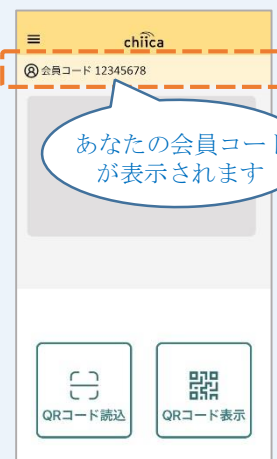 chiica
会員コード 12345678
あなたの会員コード
が表示されます
QRコード読込
QRコード表示